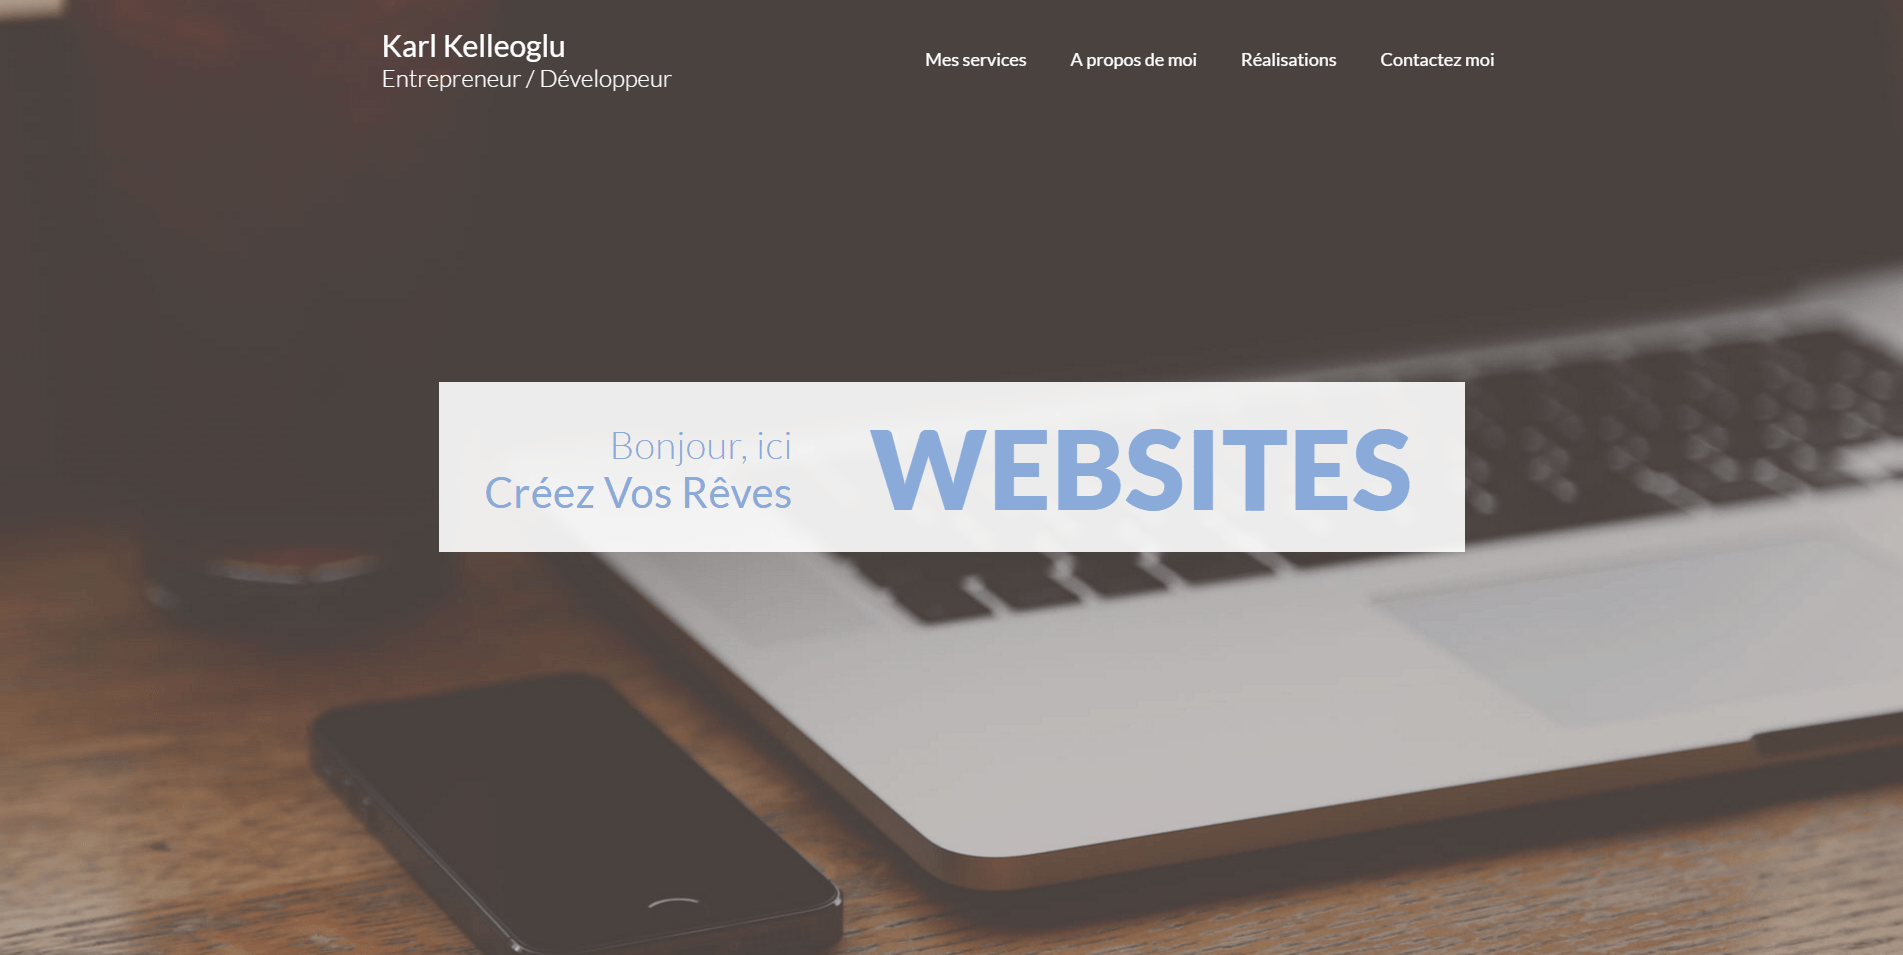 Karl Kelleoglu
Entrepreneur / Développeur
Mes services
A propos de moi
Réalisations
Contactez moi
Bonjour, ici
Créez Vos Rêves
WEBSITES